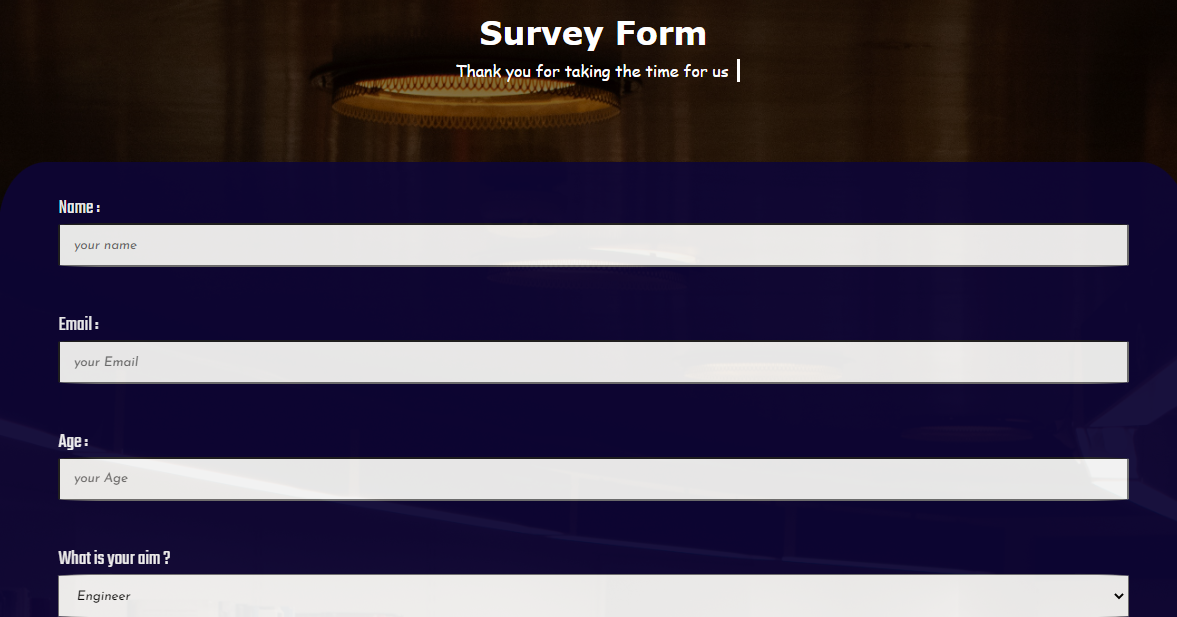 Survey Form
Thank you for taking the time for us
Name :
your name
Email :
your Email
Age :
your Age
What is your aim ?
Engineer